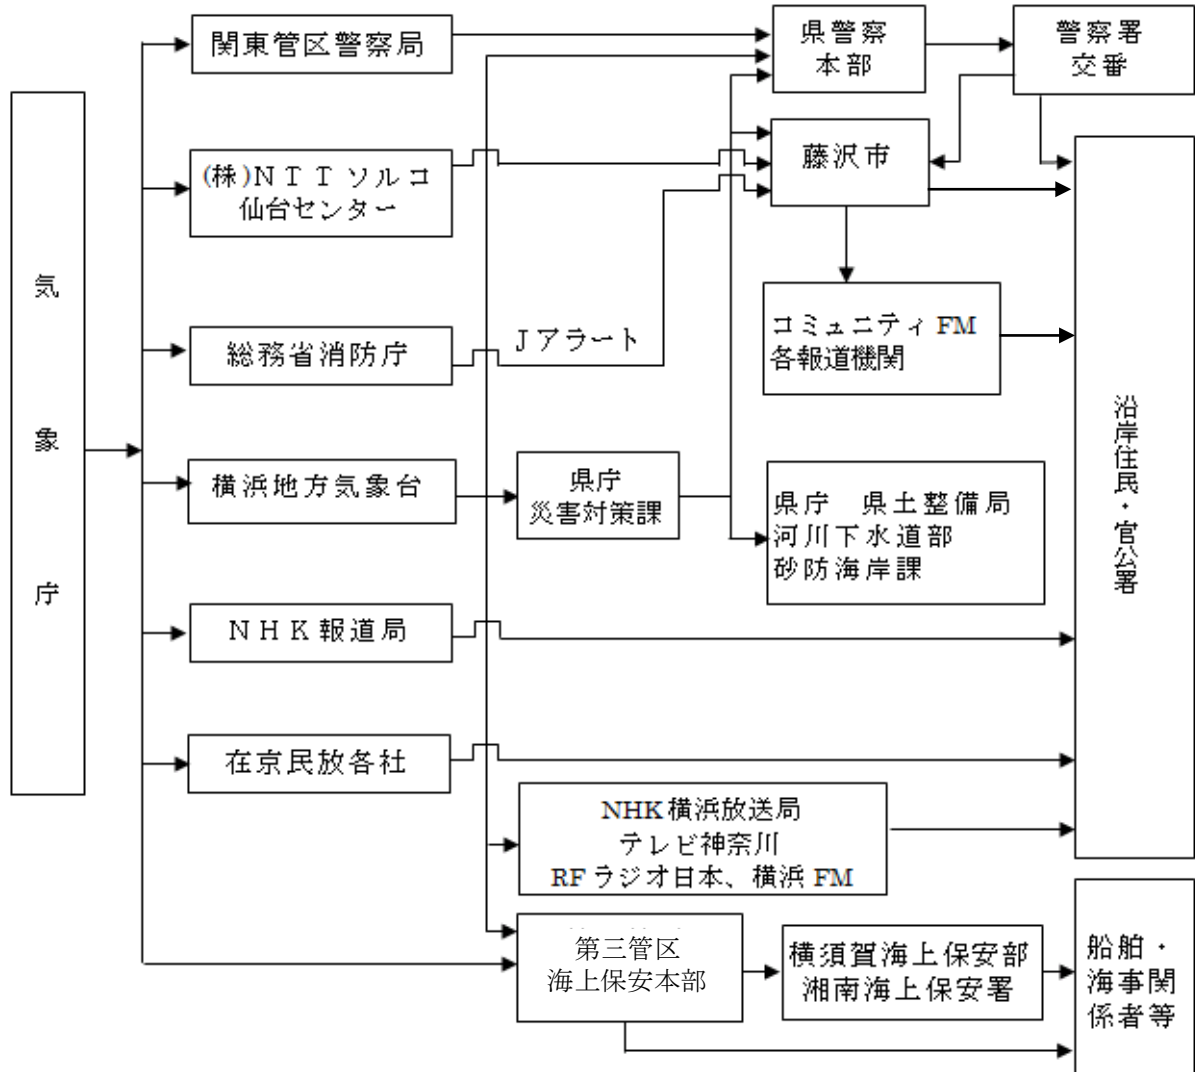 気象庁
関東管区警察局
(株)NTTソルコ
仙台センター
総務省消防庁
Jアラート
横浜地方気象台
NHK報道局
在京民放各社
県庁
災害対策課
NHK横浜放送局
テレビ神奈川
RFラジオ日本、横浜FM
第三管区
海上保安本部
県警察
本部
藤沢市
コミュニティFM
各報道機関
県庁 県土整備局
河川下水道部
砂防海岸課
横須賀海上保安部
湘南海上保安署
警察署
交番
沿岸住民・官公署
船舶・
海事関
係者等